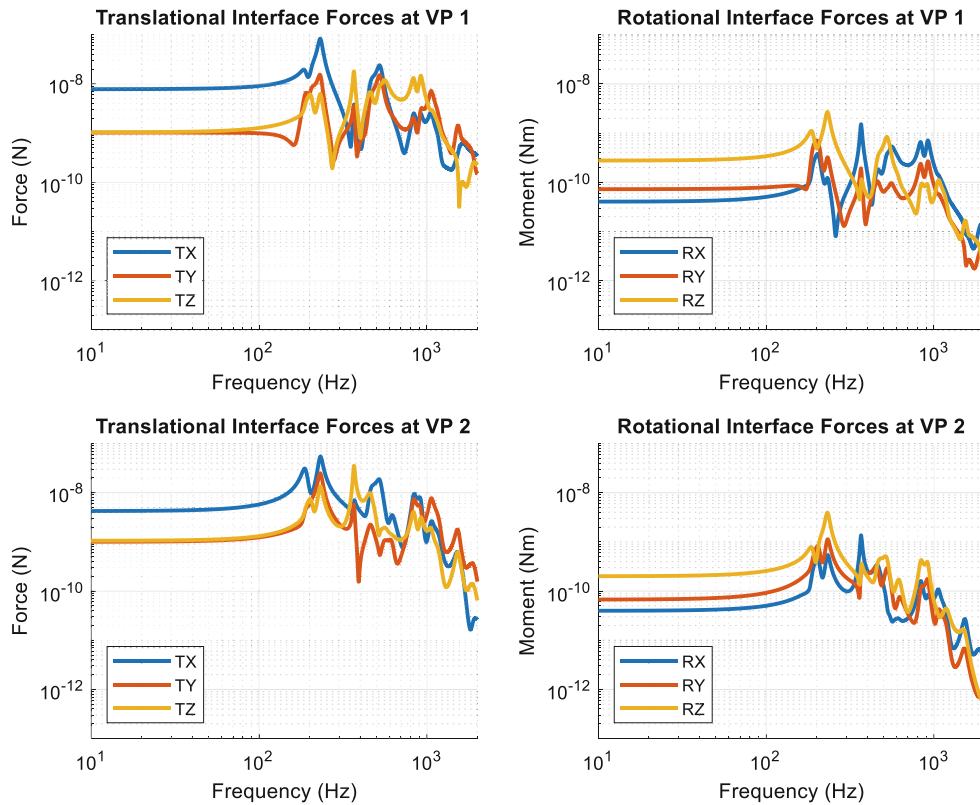 Translational Interface Forces at VP 1
10^-8
10^-10
10^-12
Force (N)
TX
TY
TZ
10^1
10^2
10^3
Frequency (Hz)
Rotational Interface Forces at VP 1
10^-8
10^-10
10^-12
Moment (Nm)
RX
RY
RZ
10^1
10^2
10^3
Frequency (Hz)
Translational Interface Forces at VP 2
10^-8
10^-10
10^-12
Force (N)
TX
TY
TZ
10^1
10^2
10^3
Frequency (Hz)
Rotational Interface Forces at VP 2
10^-8
10^-10
10^-12
Moment (Nm)
RX
RY
RZ
10^1
10^2
10^3
Frequency (Hz)